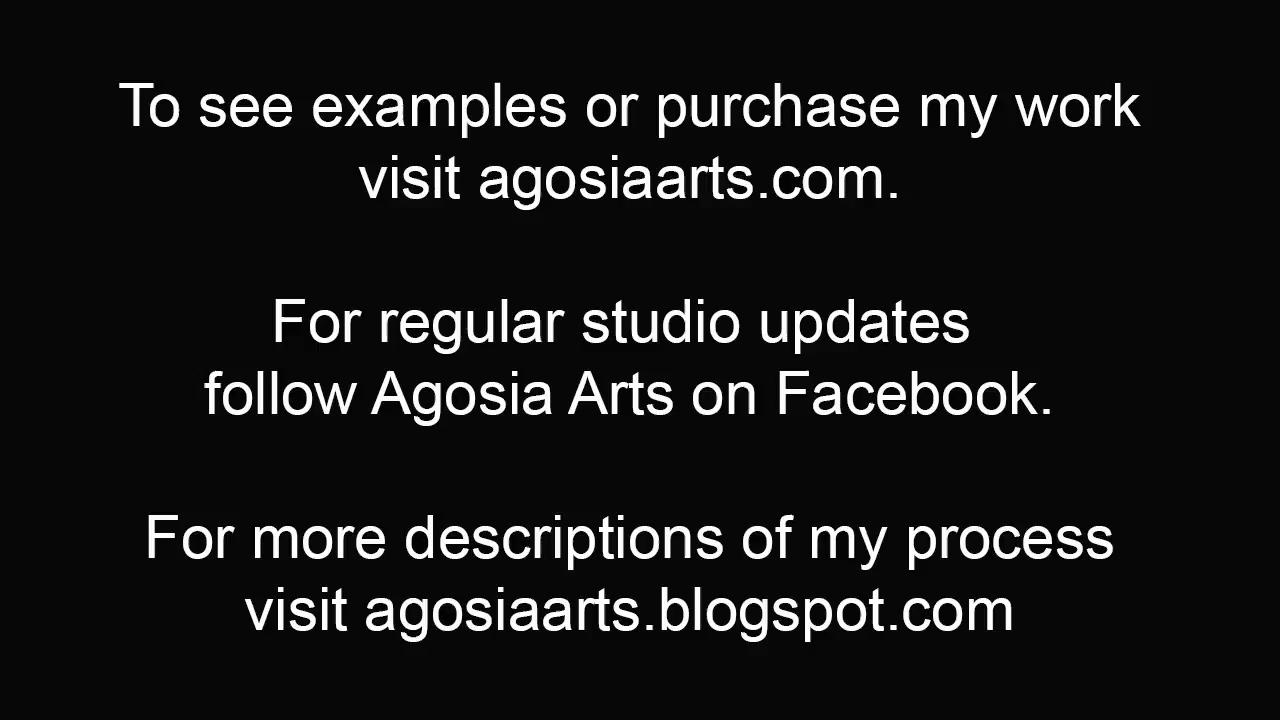 To see examples or purchase my work
visit agosiaarts.com.
For regular studio updates
follow Agosia Arts on Facebook.
For more descriptions of my process
visit agosiaarts.blogspot.com